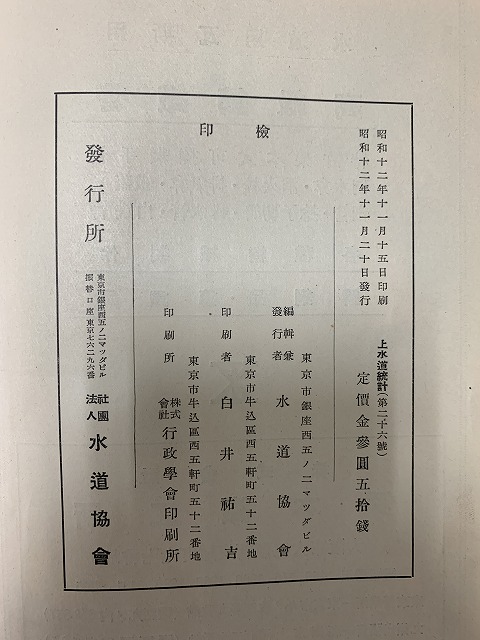 昭和十二年十一月十五日印刷
昭和十二年十一月二十日發行
上水道統計(第二十六號)
定價金參圓五拾錢
檢印
東京市銀座西五ノ二マツダビル
編輯兼發行者 水道協會
東京市牛込區西五軒町五十二番地
印刷者 白井祐吉
東京市牛込區西五軒町五十二番地
印刷所 株式會社 行政學會印刷所
發行所
東京市銀座西五ノ二マツダビル
振替口座東京七六二九六番
社團法人 水道協會